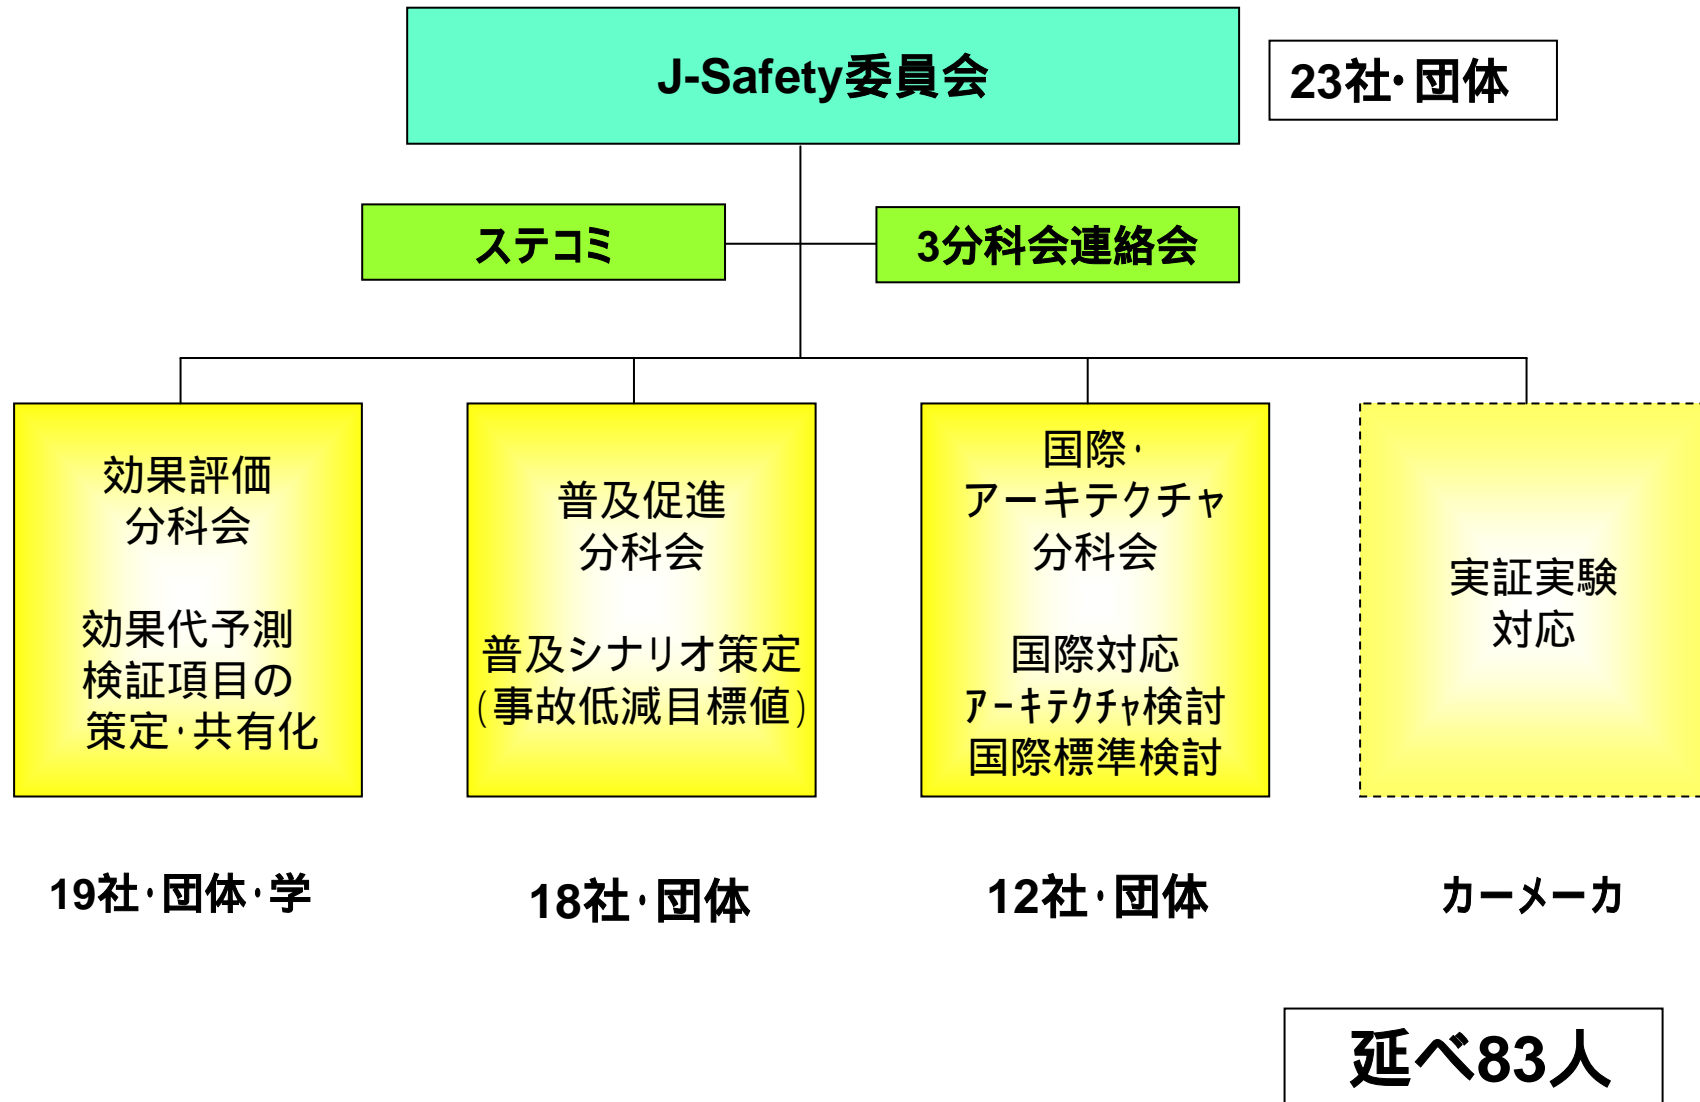 J-Safety委員会
23社・団体
ステコミ
3分科会連絡会
効果評価
分科会
効果代予測
検証項目の
策定・共有化
普及促進
分科会
普及シナリオ策定
(事故低減目標値)
国際・
アーキテクチャ
分科会
国際対応
ｱｰｷﾃｸﾁｬ検討
国際標準検討
実証実験
対応
19社・団体・学
18社・団体
12社・団体
カーメーカ
延べ83人